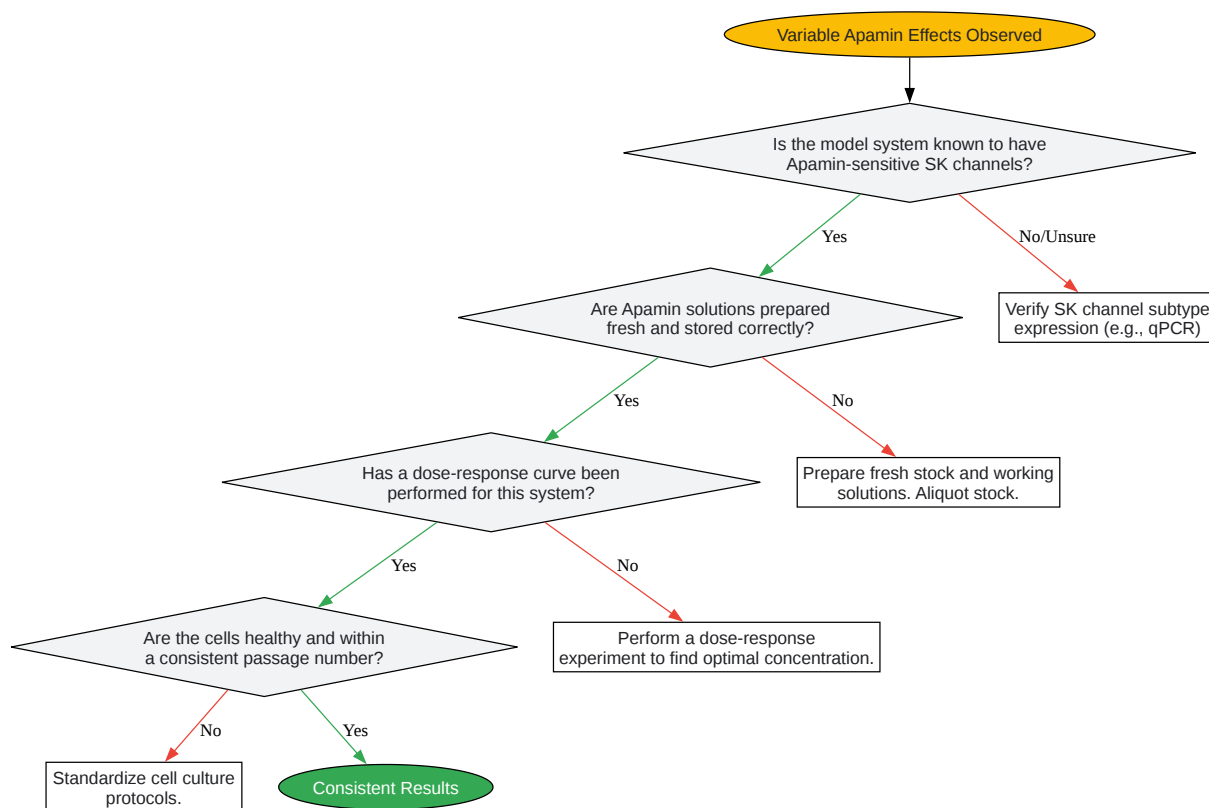 Variable Apamin Effects Observed
Is the model system known to have
Apamin-sensitive SK channels?
Yes
No/Unsure
Are Apamin solutions prepared
fresh and stored correctly?
Verify SK channel subtype
expression (e.g., qPCR)
Yes
No
Has a dose-response curve been
performed for this system?
Prepare fresh stock and working
solutions. Aliquot stock.
Yes
No
Are the cells healthy and within
a consistent passage number?
Perform a dose-response
experiment to find optimal concentration.
No
Yes
Standardize cell culture
protocols.
Consistent Results